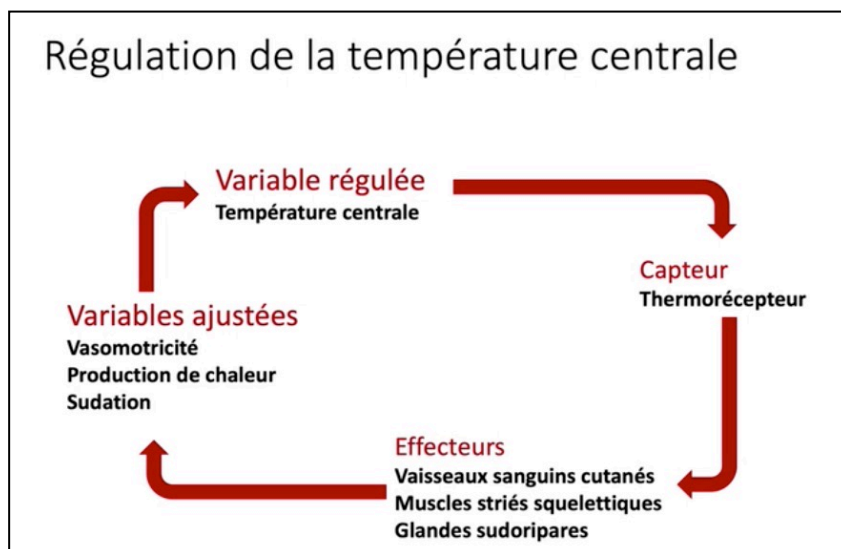 Régulation de la température centrale
Variable régulée
Température centrale
Capteur
Thermorécepteur
Variables ajustées
Vasomotricité
Production de chaleur
Sudation
Effecteurs
Vaisseaux sanguins cutanés
Muscles striés squelettiques
Glandes sudoripares